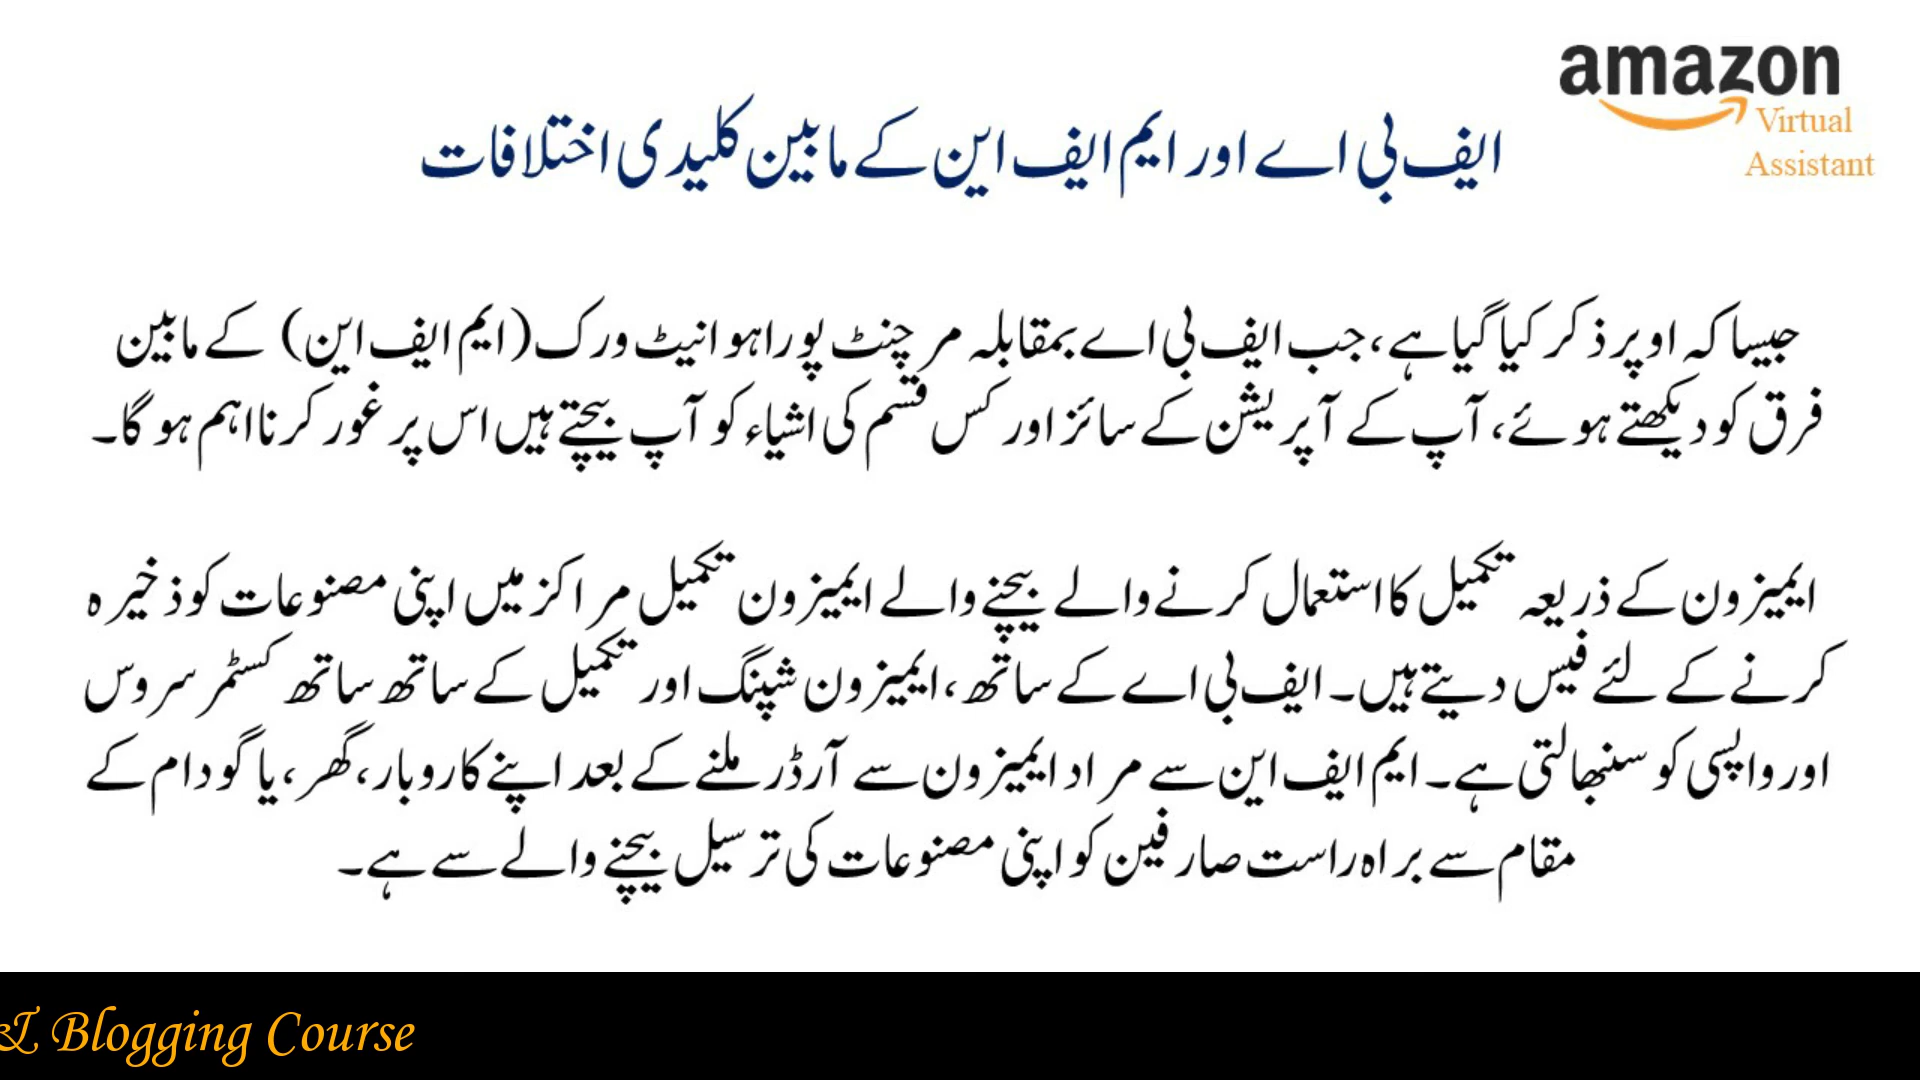 amazon
Virtual
Assistant
ایف بی اے اور ایم ایف این کے مابین کلیدی اختلافات
جیسا کہ اوپر ذکر کیا گیا ہے، جب ایف بی اے بمقابلہ مرچنٹ پورا ہوا نیٹ ورک (ایم ایف این) کے مابین
فرق کو دیکھتے ہوئے، آپ کے آپریشن کے سائز اور کس قسم کی اشیاء کو آپ بیچتے ہیں اس پر غور کرنا اہم ہو گا۔
ایمیزون کے ذریعہ تکمیل کا استعمال کرنے والے بیچنے والے ایمیزون تکمیل مراکز میں اپنی مصنوعات کو ذخیرہ
کرنے کے لئے فیس دیتے ہیں۔ ایف بی اے کے ساتھ، ایمیزون شپنگ اور تکمیل کے ساتھ ساتھ کسٹمر سروس
اور واپسی کو سنبھالتی ہے۔ ایم ایف این سے مراد ایمیزون سے آرڈر ملنے کے بعد اپنے کاروبار، گھر، یا گودام کے
مقام سے براہ راست صارفین کو اپنی مصنوعات کی ترسیل بیچنے والے سے ہے۔
& Blogging Course